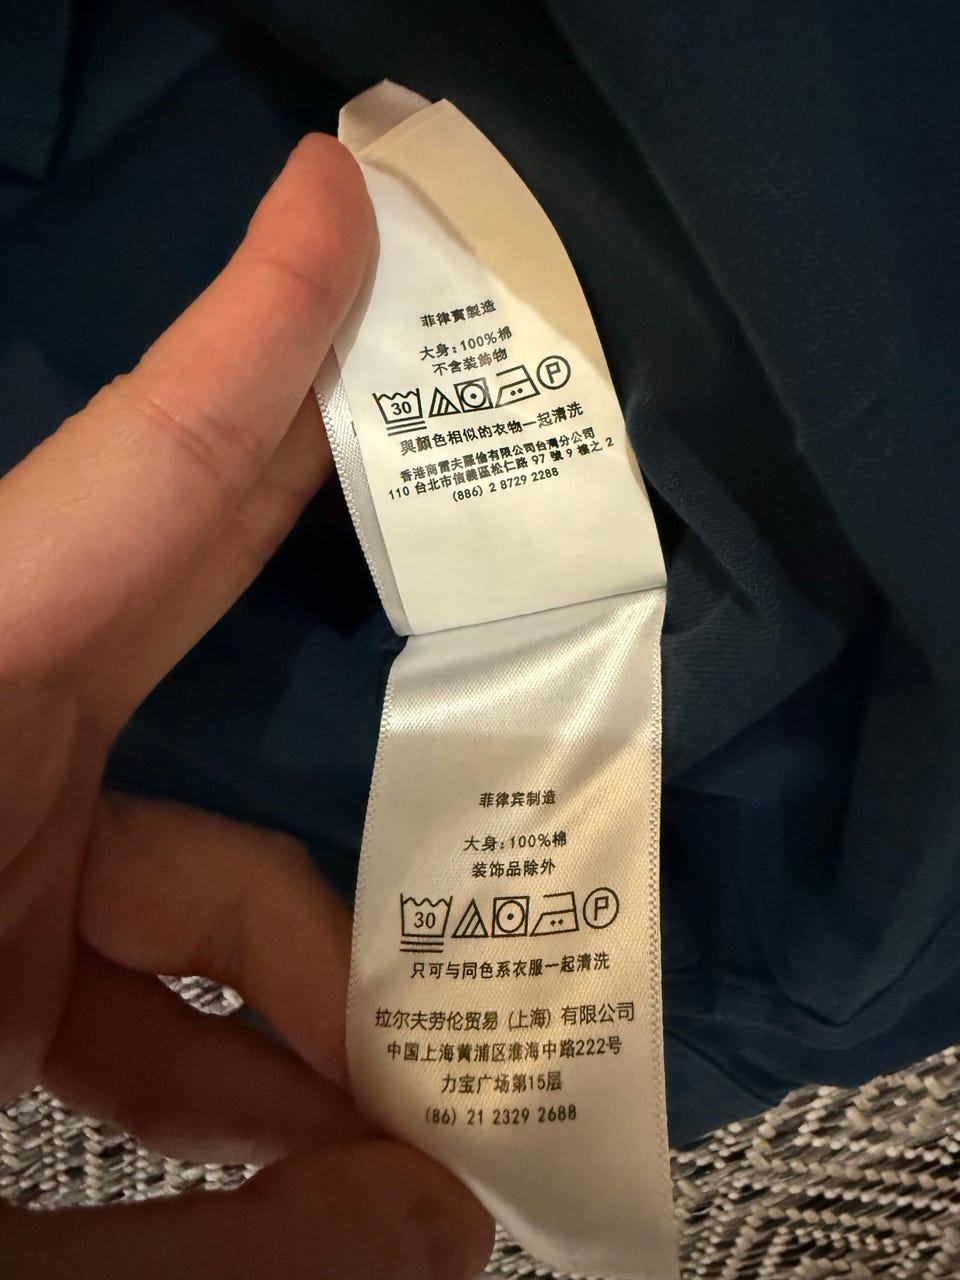 菲律賓製造
大身:100%棉
不含装飾物
30
P
與顏色相似的衣物一起清洗
香港商雷夫羅倫有限公司台灣分公司
110 台北市信義區松仁路 97 號 9 樓之 2
(886) 2 8729 2288
菲律宾制造
大身:100%棉
装饰品除外
30
P
只可与同色系衣服一起清洗
拉尔夫劳伦贸易 (上海) 有限公司
中国上海黄浦区淮海中路222号
力宝广场第15层
(86) 21 2329 2688